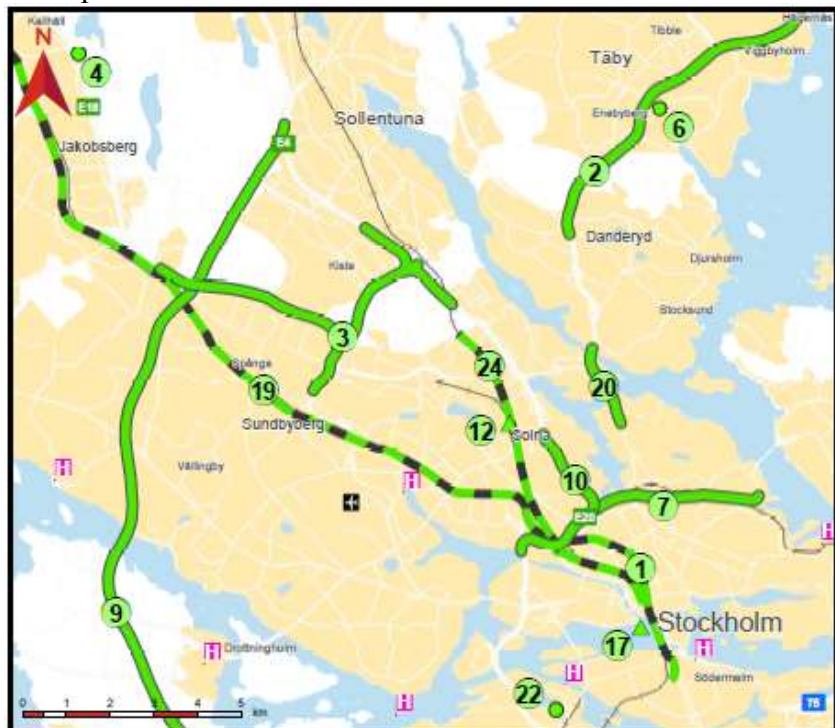 Kallhäll
N
4
E18
Jakobsberg
Sollentuna
E4
Tibble
Hägernäs
Täby
Viggbyholm
Enebyberg
6
2
Danderyd
Djursholm
Kista
Stocksund
3
24
Spånga
19
20
Sundbyberg
12
Solna
Vällingby
H
H
10
7
E20
H
1
9
Stockholm
17
H
Drottningholm
H
H
Södermalm
22
H
0 1 2 3 4 5
km